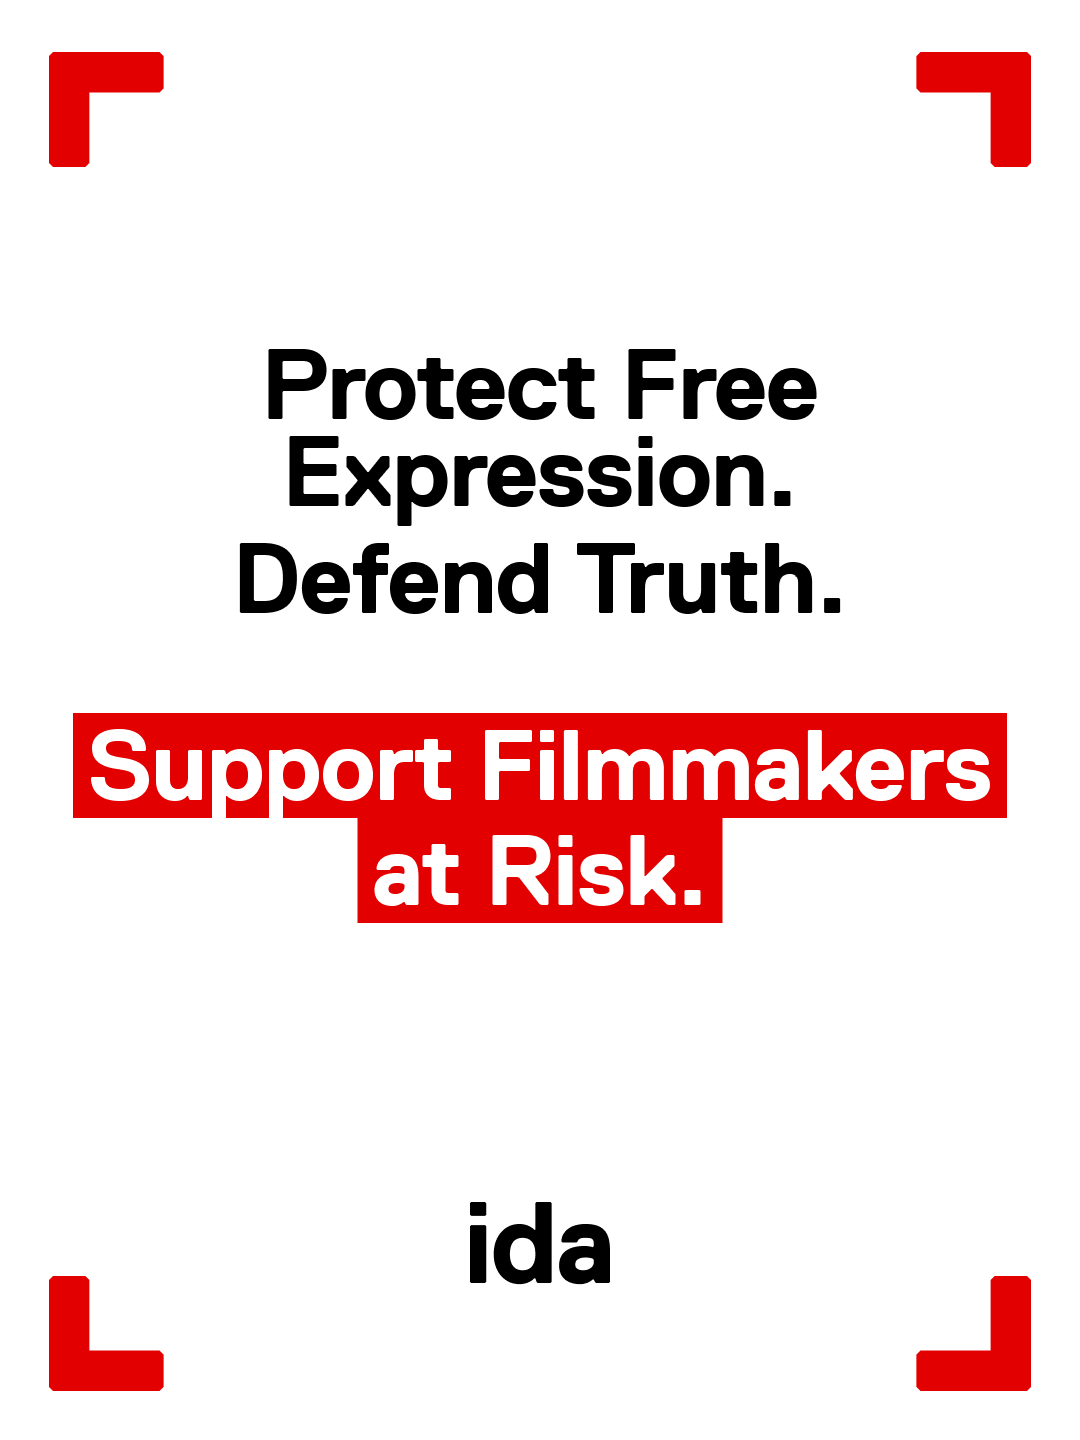 Protect Free
Expression.
Defend Truth.
Support Filmmakers
at Risk.
ida